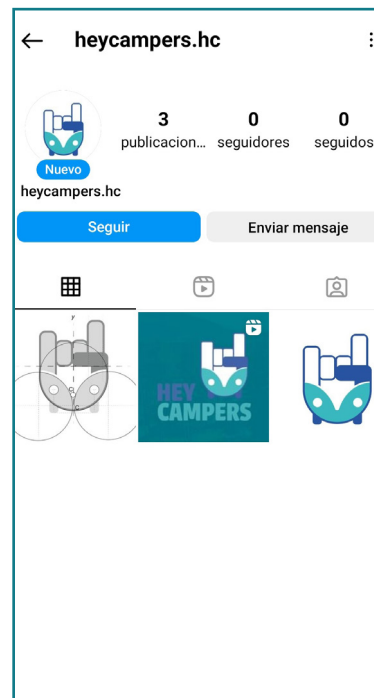 heycampers.hc
3
0
0
publicacion...
seguidores
seguidos
Nuevo
heycampers.hc
Seguir
Enviar mensaje
y
HEY
CAMPERS